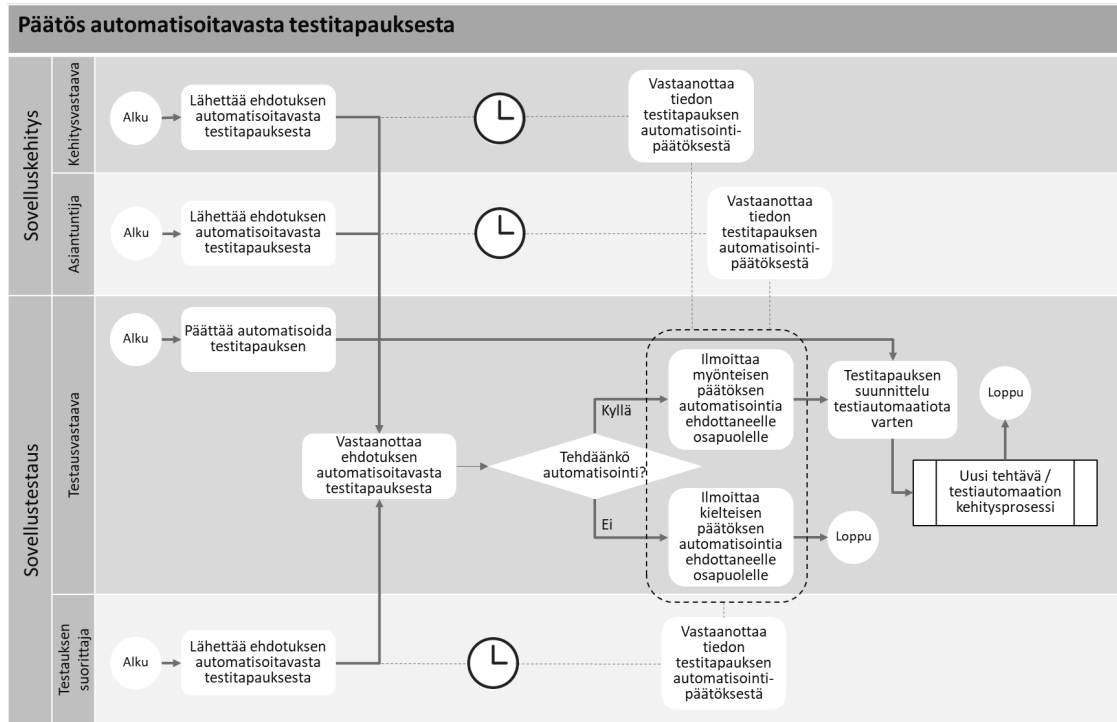 Päätös automatisoitavasta testitapauksesta
Sovelluskehitys
Kehitysvastaava
Alku
Lähettää ehdotuksen
automatisoitavasta
testitapauksesta
Vastaanottaa
tiedon
testitapauksen
automatisointi-
päätöksestä
Asiantuntija
Alku
Lähettää ehdotuksen
automatisoitavasta
testitapauksesta
Vastaanottaa
tiedon
testitapauksen
automatisointi-
päätöksestä
Sovellustestaus
Testausvastaava
Alku
Päättää automatisoida
testitapauksen
Vastaanottaa
ehdotuksen
automatisoitavasta
testitapauksesta
Tehdäänkö
automatisointi?
Kyllä
Ilmoittaa
myönteisen
päätöksen
automatisointia
ehdottaneelle
osapuolelle
Testitapauksen
suunnittelu
testiautomaatiota
varten
Loppu
Uusi tehtävä /
testiautomaation
kehitysprosessi
Ei
Ilmoittaa
kielteisen
päätöksen
automatisointia
ehdottaneelle
osapuolelle
Loppu
Testauksen
suorittaja
Alku
Lähettää ehdotuksen
automatisoitavasta
testitapauksesta
Vastaanottaa
tiedon
testitapauksen
automatisointi-
päätöksestä